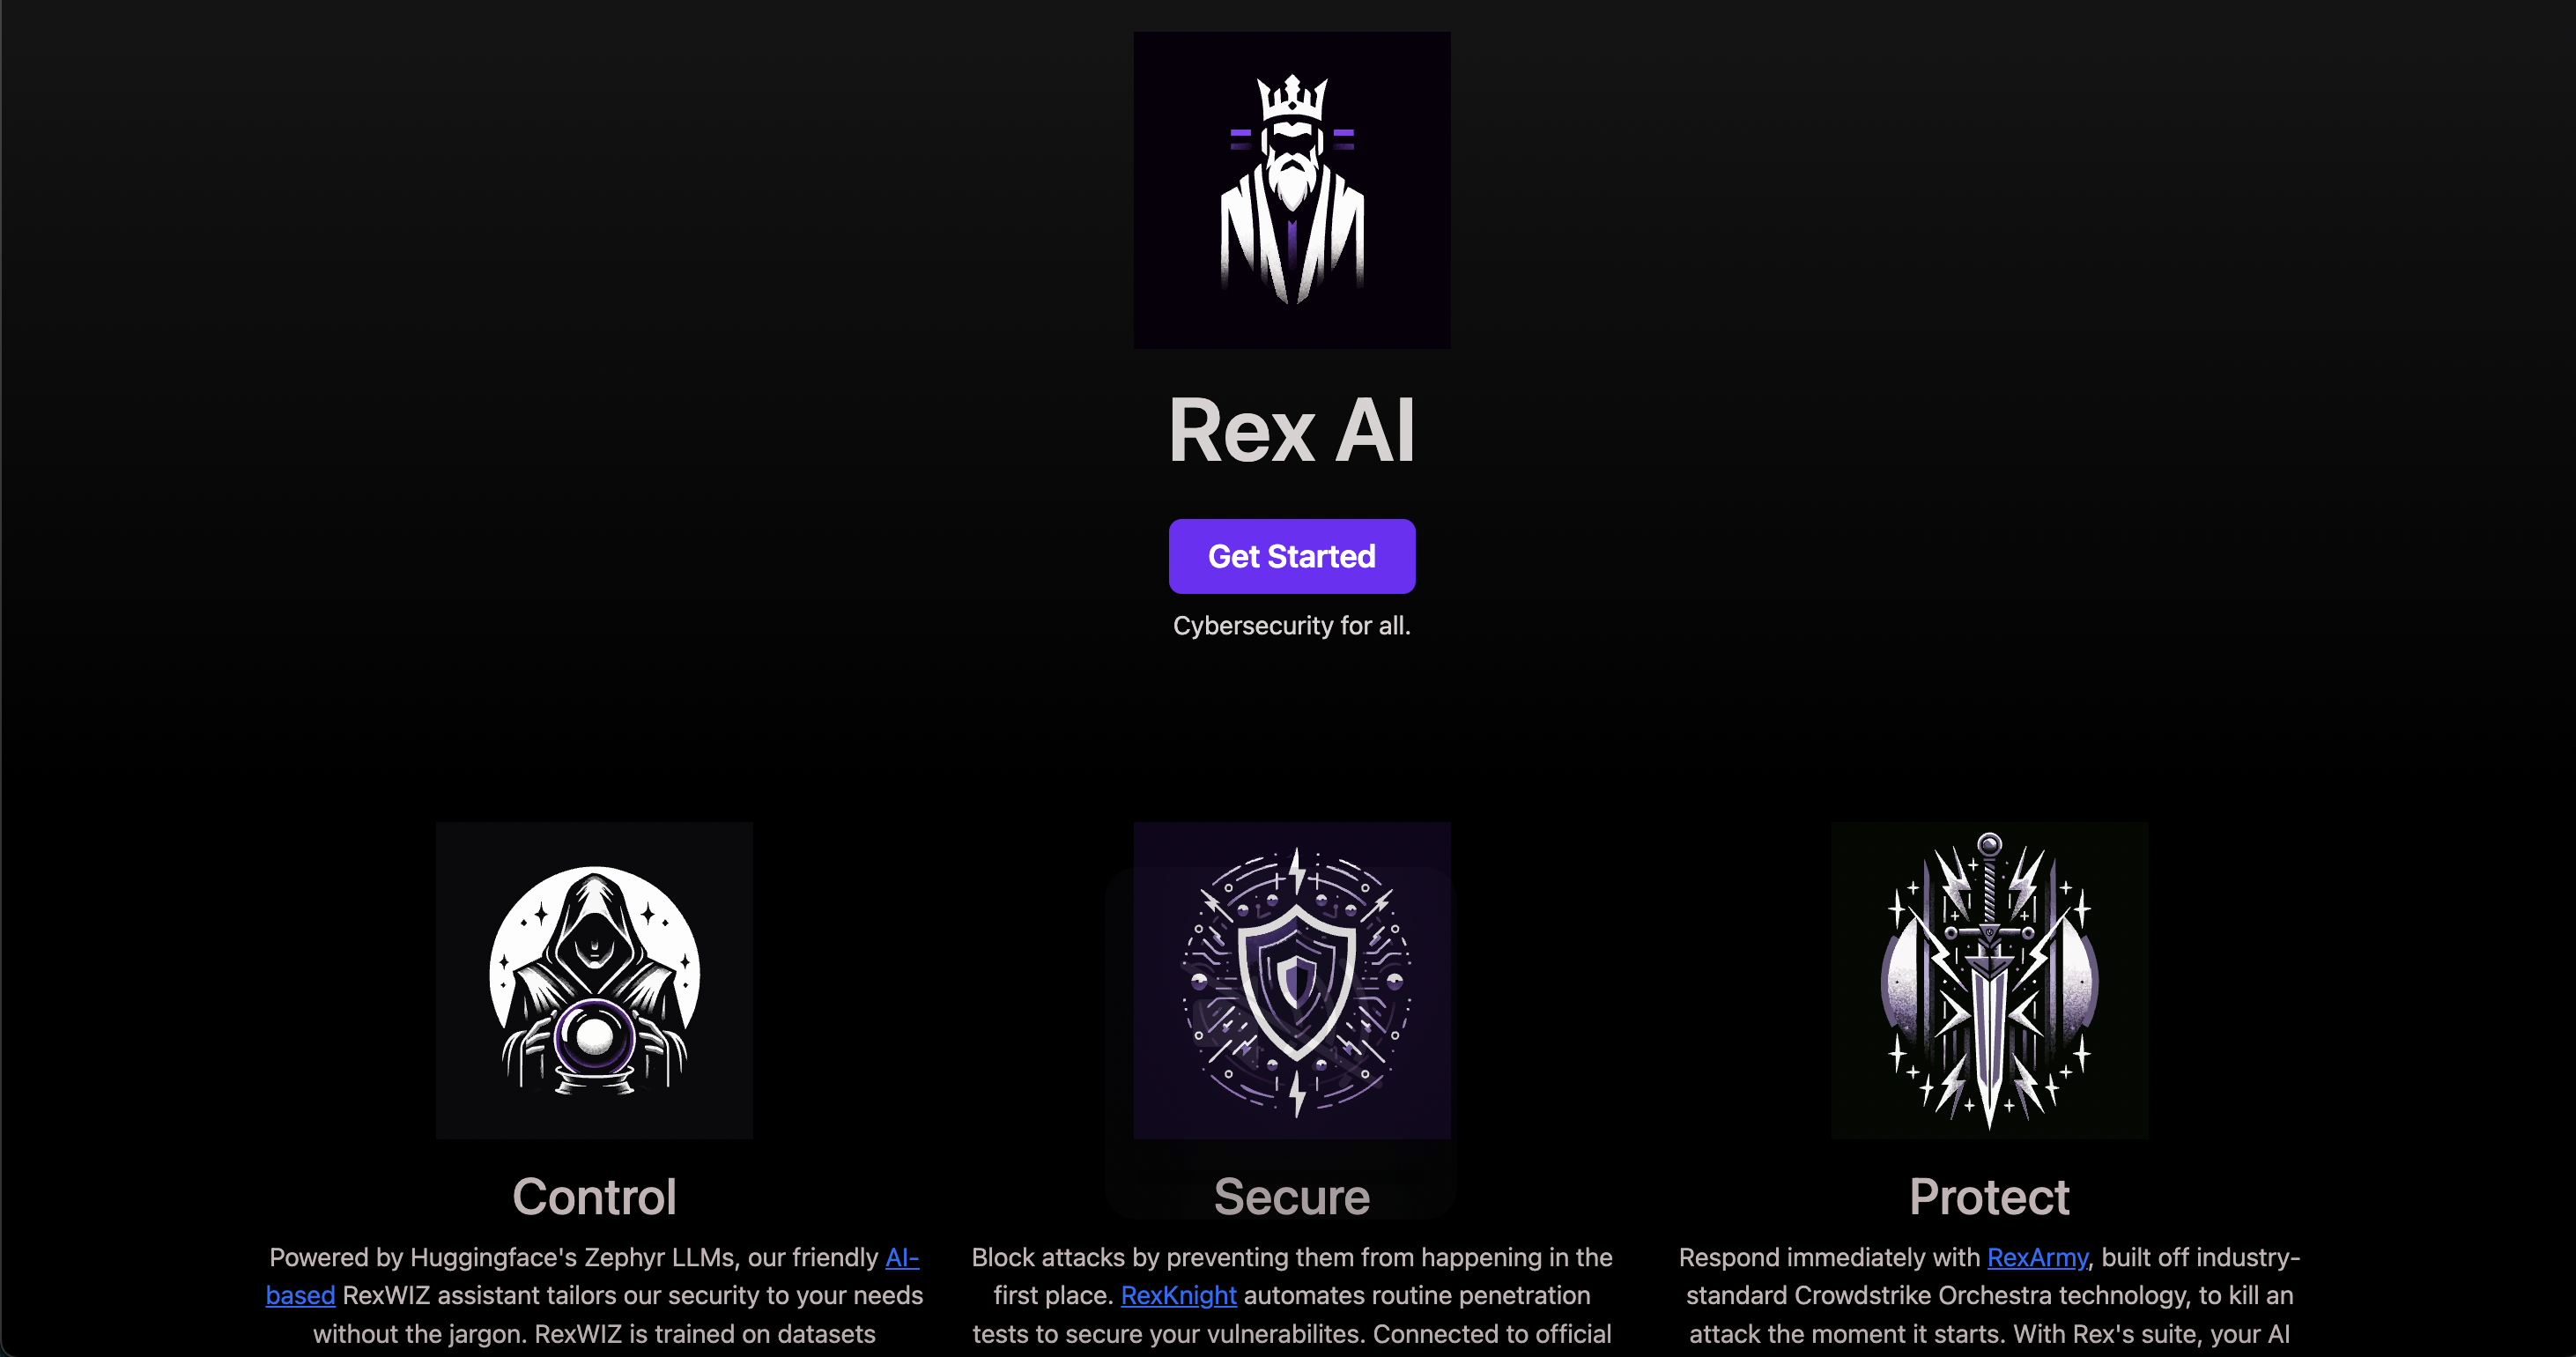 Rex AI
Get Started
Cybersecurity for all.
Control
Powered by Huggingface's Zephyr LLMs, our friendly AI-
based RexWIZ assistant tailors our security to your needs
without the jargon. RexWIZ is trained on datasets
Secure
Block attacks by preventing them from happening in the
first place. RexKnight automates routine penetration
tests to secure your vulnerabilites. Connected to official
Protect
Respond immediately with RexArmy, built off industry-
standard Crowdstrike Orchestra technology, to kill an
attack the moment it starts. With Rex's suite, your AI